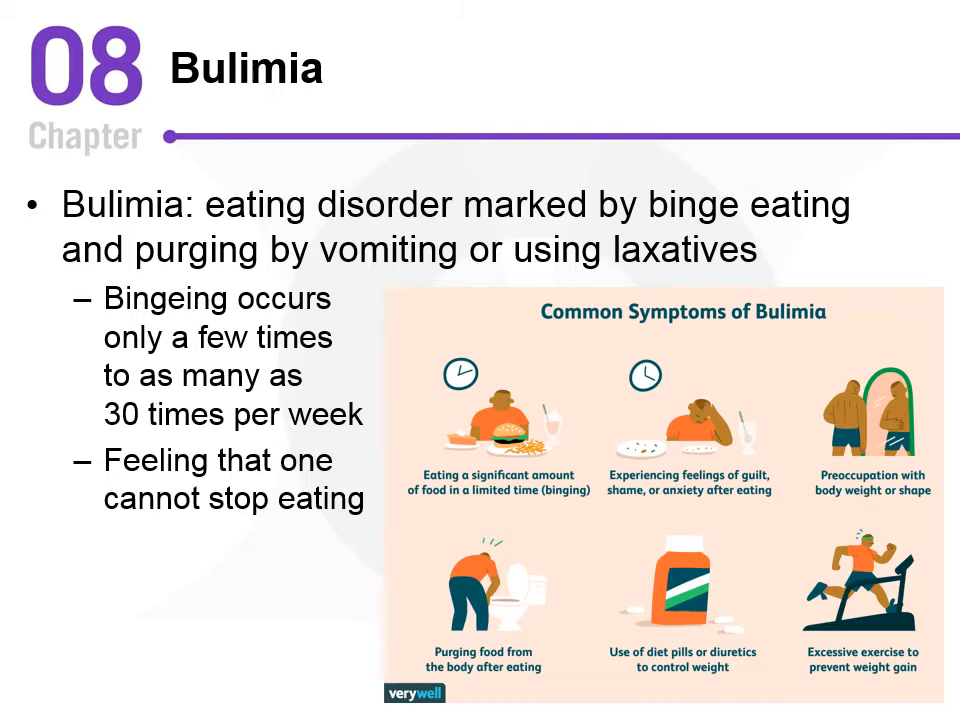 08
Chapter
Bulimia
• Bulimia: eating disorder marked by binge eating
and purging by vomiting or using laxatives
– Bingeing occurs
only a few times
to as many as
30 times per week
– Feeling that one
cannot stop eating
Common Symptoms of Bulimia
Eating a significant amount
of food in a limited time (binging)
Experiencing feelings of guilt,
shame, or anxiety after eating
Preoccupation with
body weight or shape
Purging food from
the body after eating
Use of diet pills or diuretics
to control weight
Excessive exercise to
prevent weight gain
verywell